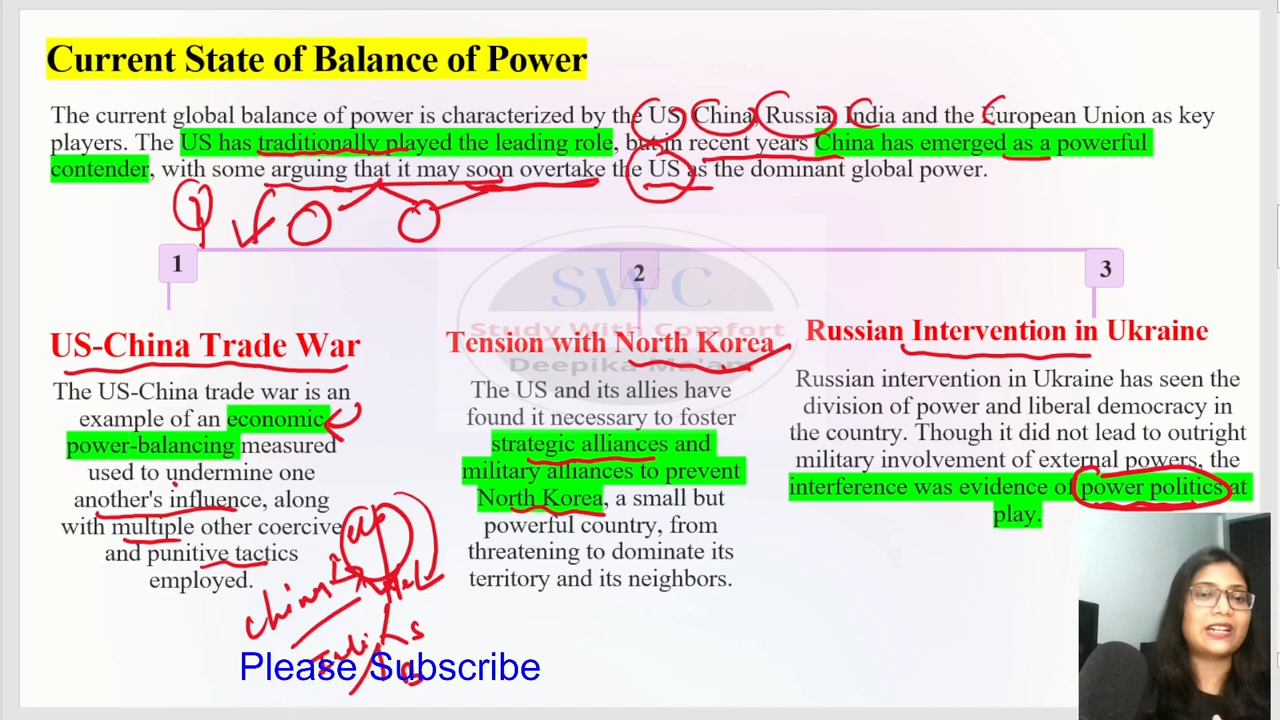 Current State of Balance of Power
The current global balance of power is characterized by the US, China, Russia, India and the European Union as key
players. The US has traditionally played the leading role, but in recent years China has emerged as a powerful
contender, with some arguing that it may soon overtake the US as the dominant global power.
1
2
3
SWC
Study With Comfort
Deepika Ma'am
US-China Trade War
The US-China trade war is an
example of an economic
power-balancing measured
used to undermine one
another's influence, along
with multiple other coercive
and punitive tactics
employed.
Tension with North Korea
The US and its allies have
found it necessary to foster
strategic alliances and
military alliances to prevent
North Korea, a small but
powerful country, from
threatening to dominate its
territory and its neighbors.
Russian Intervention in Ukraine
Russian intervention in Ukraine has seen the
division of power and liberal democracy in
the country. Though it did not lead to outright
military involvement of external powers, the
interference was evidence of power politics at
play.
China
Please Subscribe